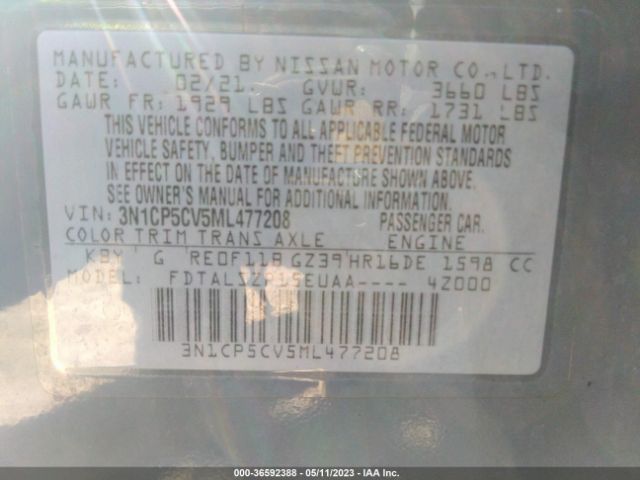 MANUFACTURED BY NISSAN MOTOR CO., LTD.
DATE: 02/21 GVWR: 3660 LBS
GAWR FR: 1929 LBS GAWR RR: 1731 LBS
THIS VEHICLE CONFORMS TO ALL APPLICABLE FEDERAL MOTOR
VEHICLE SAFETY, BUMPER AND THEFT PREVENTION STANDARDS
IN EFFECT ON THE DATE OF MANUFACTURE SHOWN ABOVE.
SEE OWNER'S MANUAL FOR ADDITIONAL INFORMATION
VIN: 3N1CP5CV5ML477208 PASSENGER CAR.
COLOR TRIM TRANS AXLE ENGINE
KBY G RE0F11B GZ39 HR16DE 1598 CC
MODEL: 4Z000
3N1CP5CV5ML477208
000-36592388 - 05/11/2023 - IAA Inc.